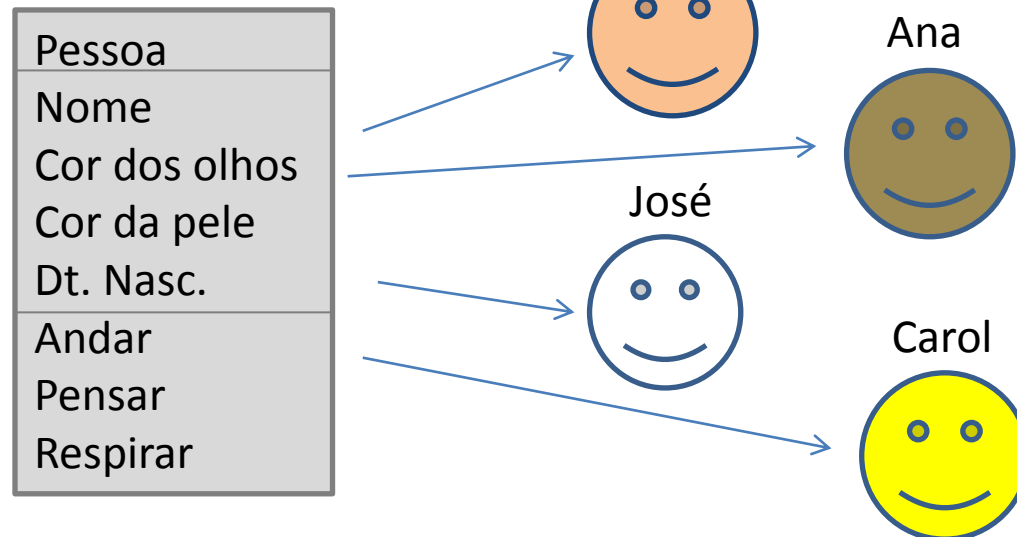 Pessoa
Nome
Cor dos olhos
Cor da pele
Dt. Nasc.
Andar
Pensar
Respirar
Ana
José
Carol